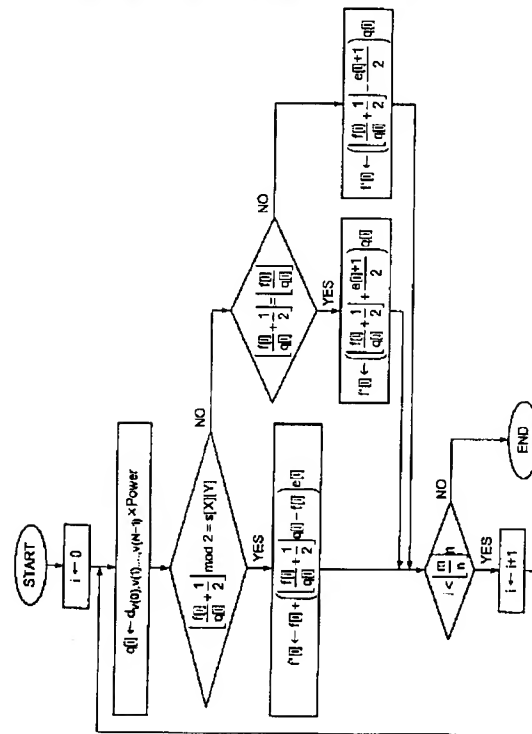 START
i ← 0
q[i] ← d_{v(0),v(1),...,v(N-1)} × Power
⌊f[i]/q[i] + 1/2⌋ mod 2 = s[X][Y]
NO
YES
f'[i] ← f[i] + (⌊f[i]/q[i] + 1/2⌋ q[i] − f[i]) e[i]
⌊f[i]/q[i] + 1/2⌋ = ⌊f[i]/q[i]⌋
NO
YES
f'[i] ← (⌊f[i]/q[i] + 1/2⌋ + (e[i]+1)/2) q[i]
f'[i] ← (⌊f[i]/q[i] + 1/2⌋ − (e[i]+1)/2) q[i]
i < ⌊m/n⌋ n
NO
YES
END
i ← i+1